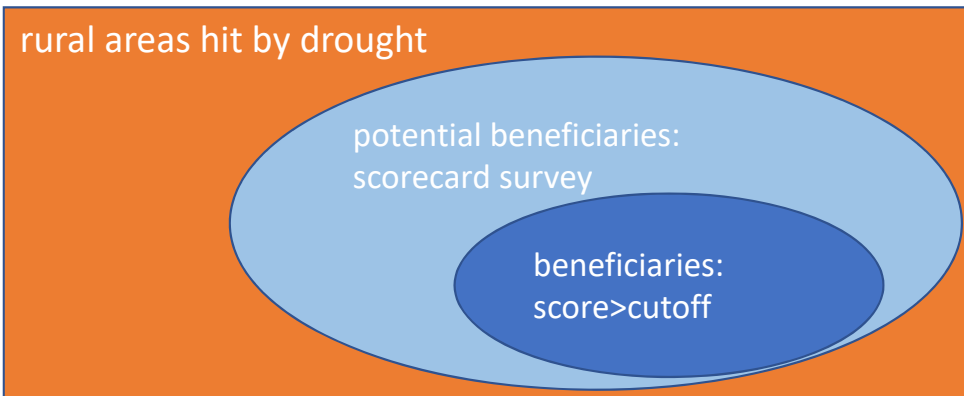 rural areas hit by drought
potential beneficiaries:
scorecard survey
beneficiaries:
score>cutoff